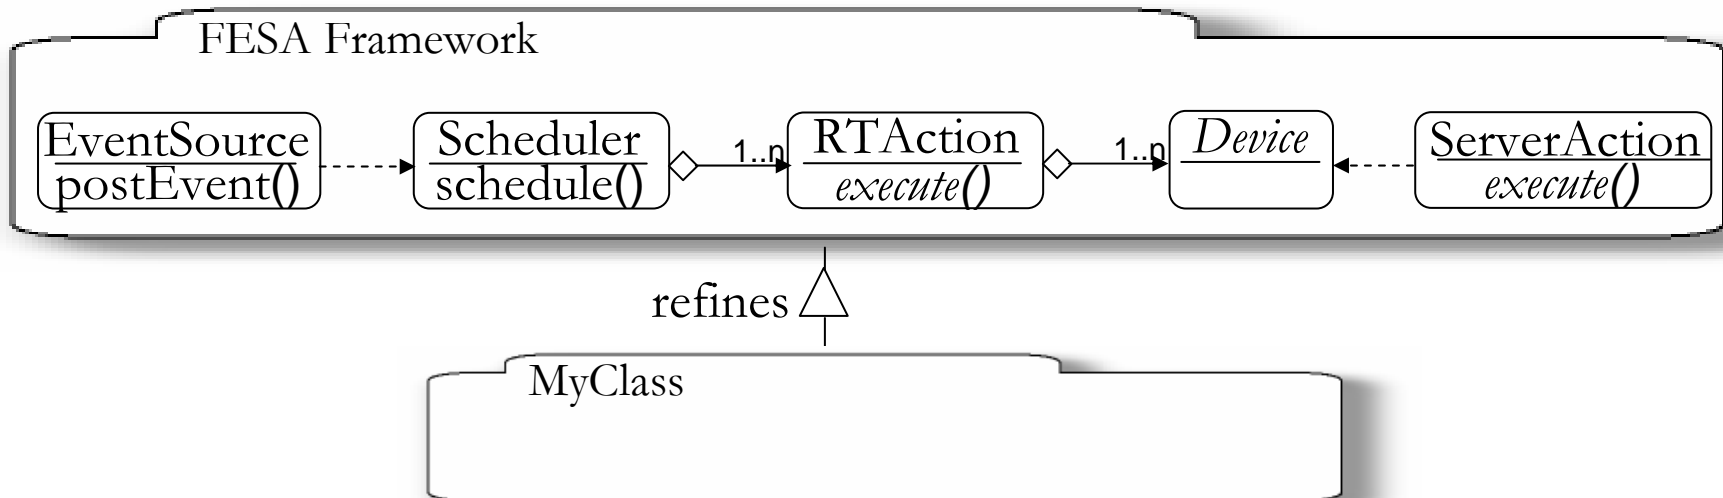 FESA Framework
EventSource
postEvent()
Scheduler
schedule()
1..n
RTAction
execute()
1..n
Device
ServerAction
execute()
refines
MyClass